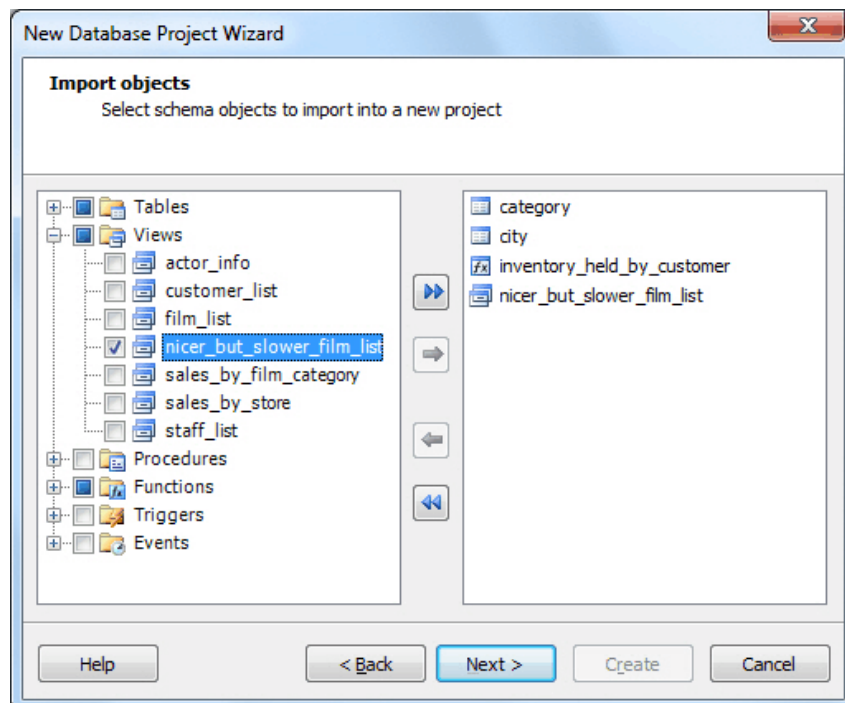 New Database Project Wizard
Import objects
Select schema objects to import into a new project
Tables
Views
actor_info
customer_list
film_list
nicer_but_slower_film_list
sales_by_film_category
sales_by_store
staff_list
Procedures
Functions
Triggers
Events
category
city
inventory_held_by_customer
nicer_but_slower_film_list
Help
< Back
Next >
Create
Cancel